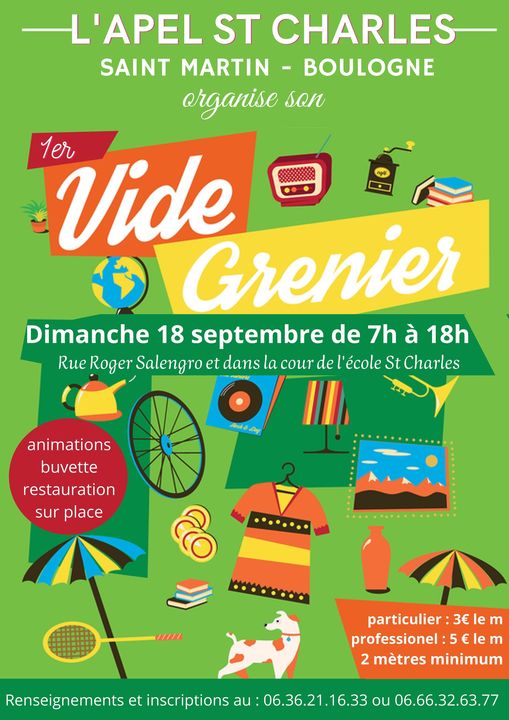 L'APEL ST CHARLES
SAINT MARTIN - BOULOGNE
organise son
1er
Vide
Grenier
café
Dimanche 18 septembre de 7h à 18h
Rue Roger Salengro et dans la cour de l'école St Charles
animations
buvette
restauration
sur place
particulier : 3€ le m
professionel : 5 € le m
2 mètres minimum
Renseignements et inscriptions au : 06.36.21.16.33 ou 06.66.32.63.77